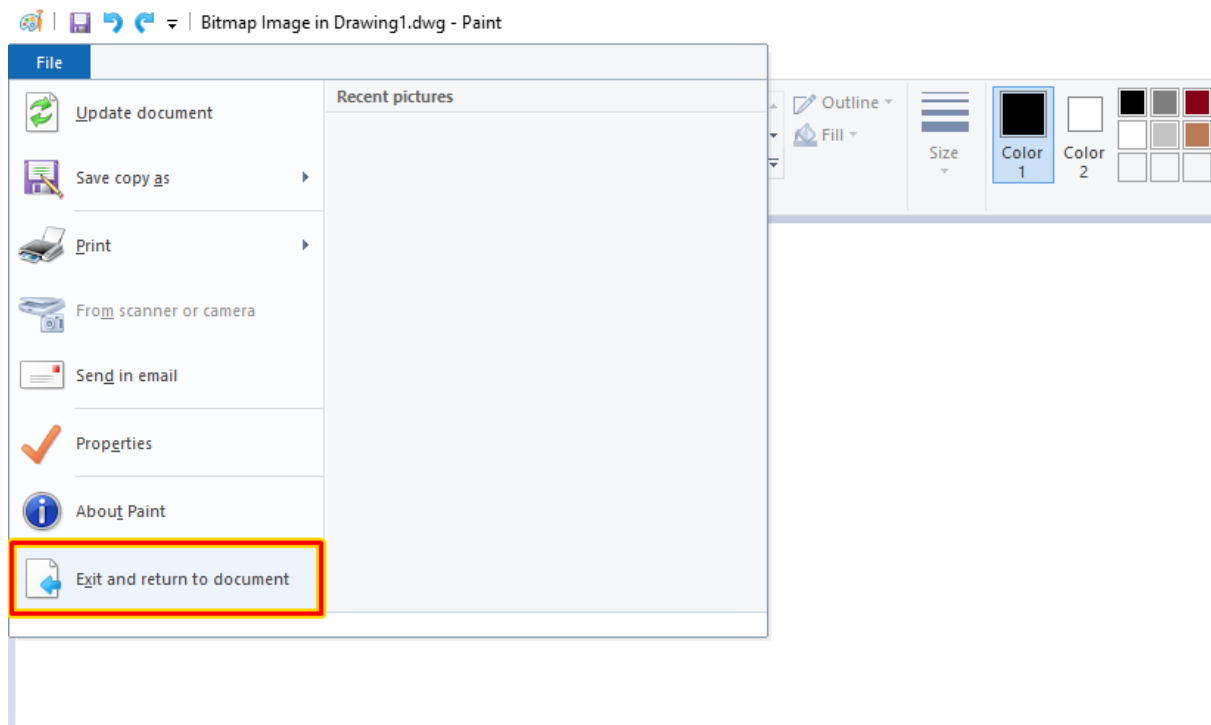 Bitmap Image in Drawing1.dwg - Paint
File
Update document
Save copy as
Print
From scanner or camera
Send in email
Properties
About Paint
Exit and return to document
Recent pictures
Outline
Fill
Size
Color
1
Color
2